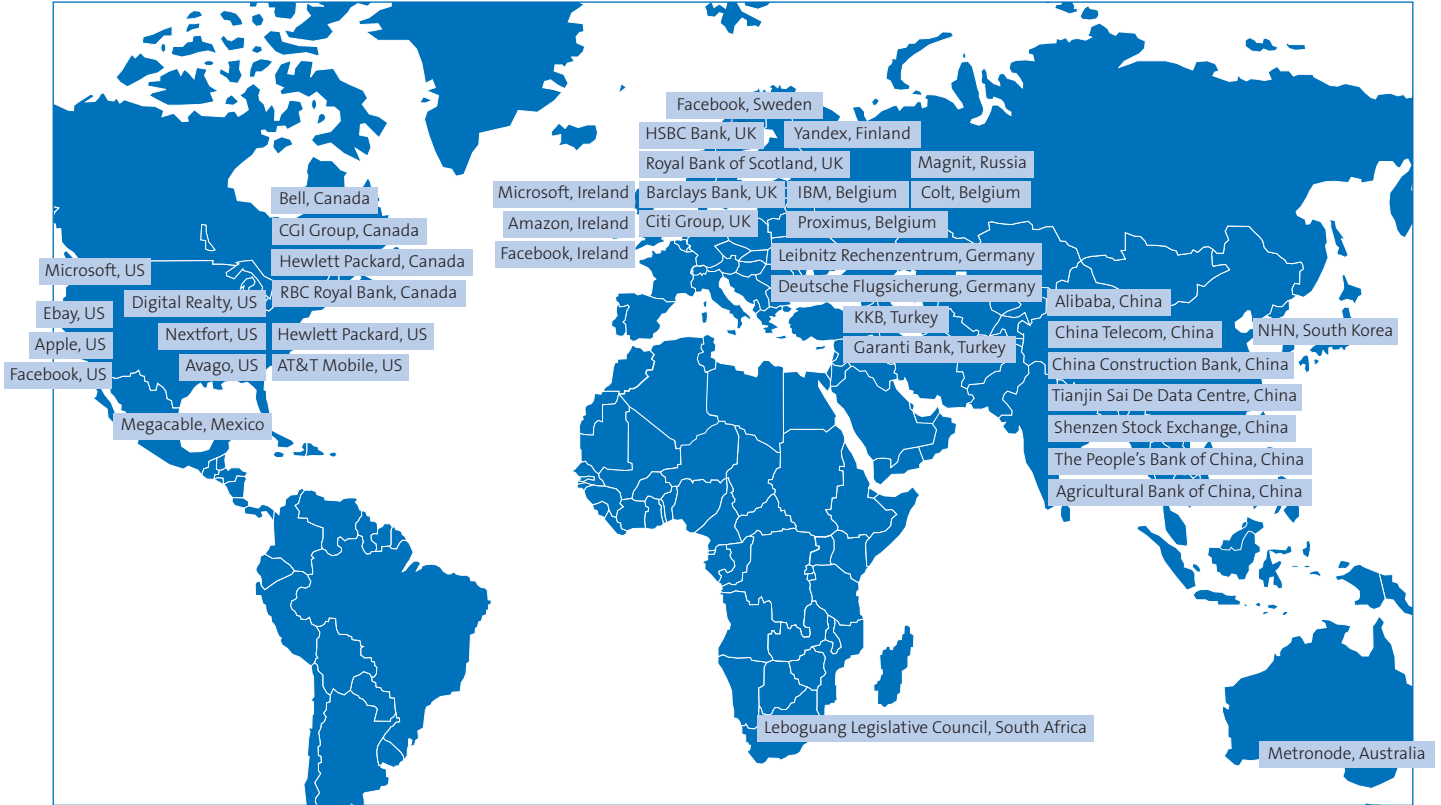 Facebook, Sweden
HSBC Bank, UK
Yandex, Finland
Royal Bank of Scotland, UK
Magnit, Russia
Microsoft, Ireland
Barclays Bank, UK
IBM, Belgium
Colt, Belgium
Bell, Canada
Amazon, Ireland
Citi Group, UK
Proximus, Belgium
CGI Group, Canada
Facebook, Ireland
Leibnitz Rechenzentrum, Germany
Hewlett Packard, Canada
Microsoft, US
Deutsche Flugsicherung, Germany
RBC Royal Bank, Canada
Digital Realty, US
Alibaba, China
Ebay, US
KKB, Turkey
Nextfort, US
Hewlett Packard, US
China Telecom, China
NHN, South Korea
Apple, US
Garanti Bank, Turkey
Avago, US
AT&T Mobile, US
China Construction Bank, China
Facebook, US
Tianjin Sai De Data Centre, China
Megacable, Mexico
Shenzen Stock Exchange, China
The People's Bank of China, China
Agricultural Bank of China, China
Leboguang Legislative Council, South Africa
Metronode, Australia